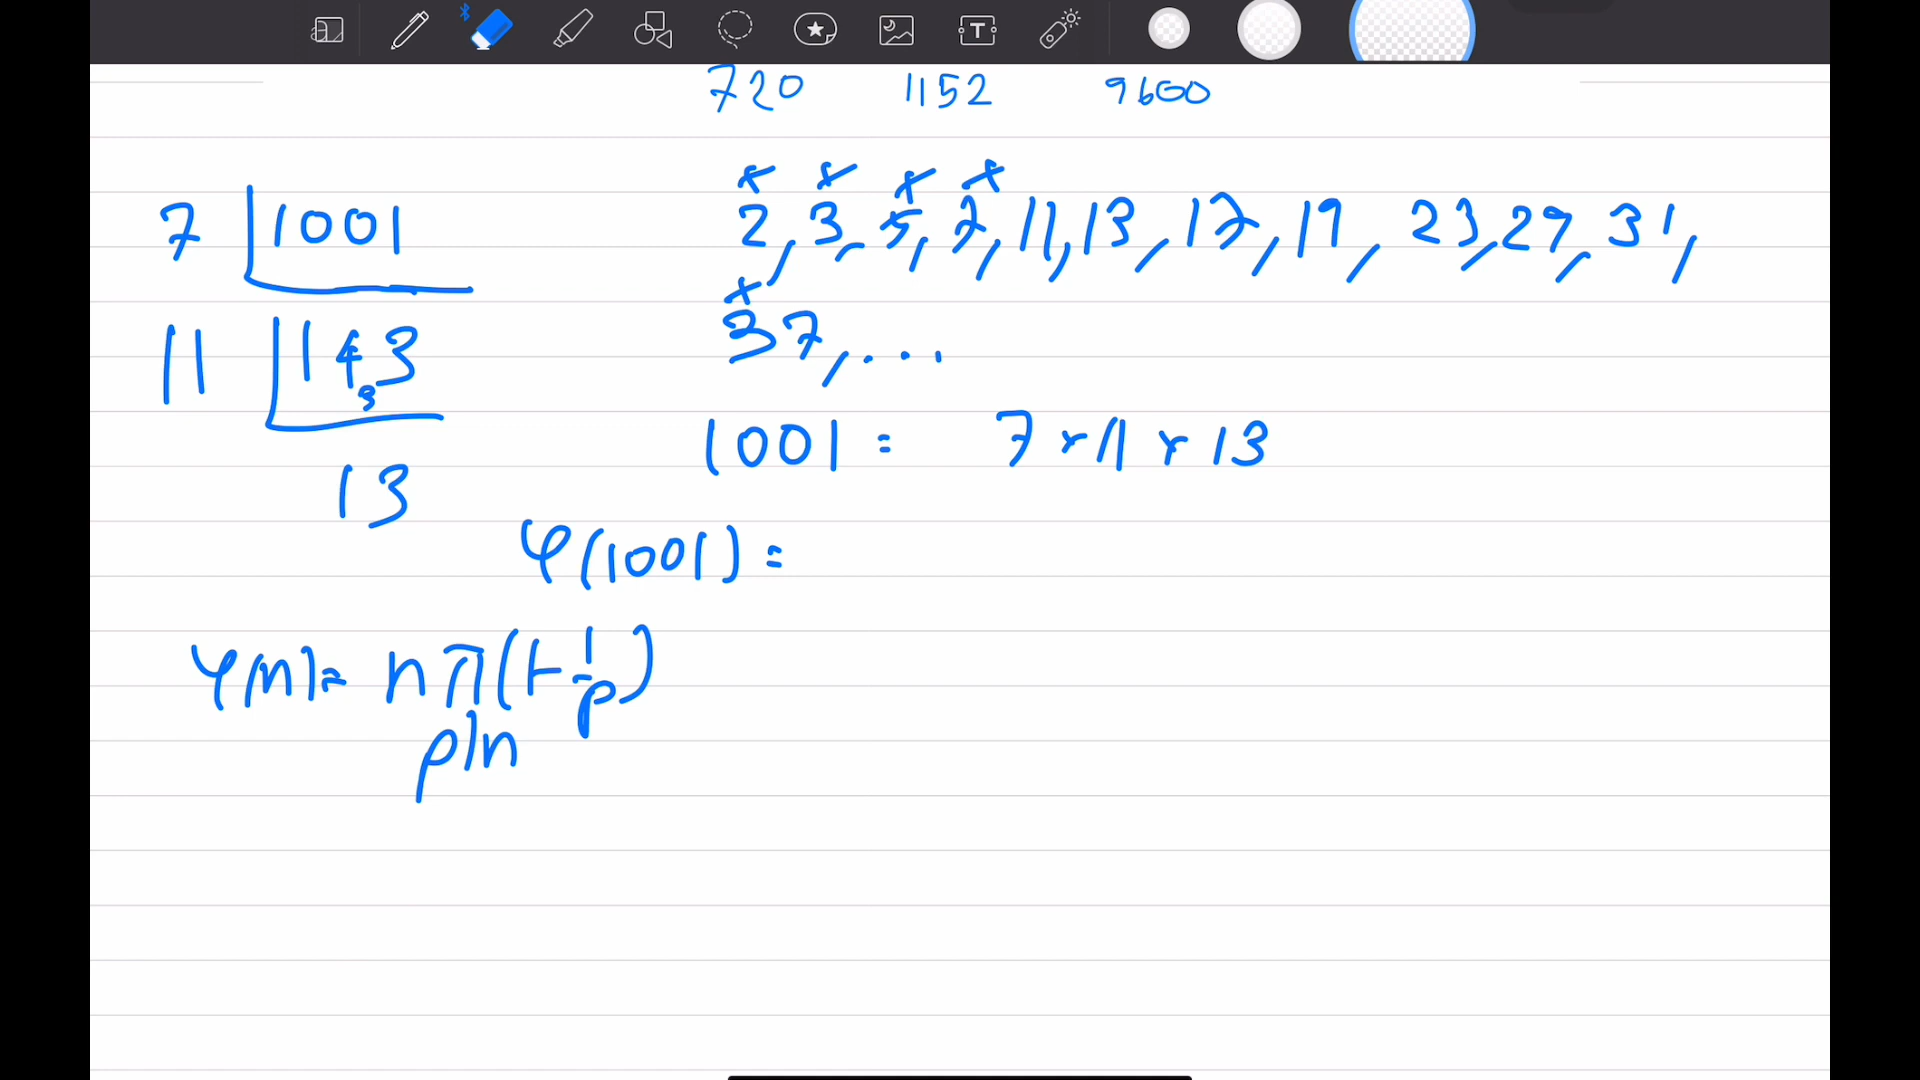 720 1152 9600
7 1001
2, 3, 5, 7, 11, 13, 17, 19, 23, 29, 31,
11 143
3
37, ...
1001 = 7 × 11 × 13
13
φ(1001) =
φ(n) = n π (1 - 1/p)
p|n